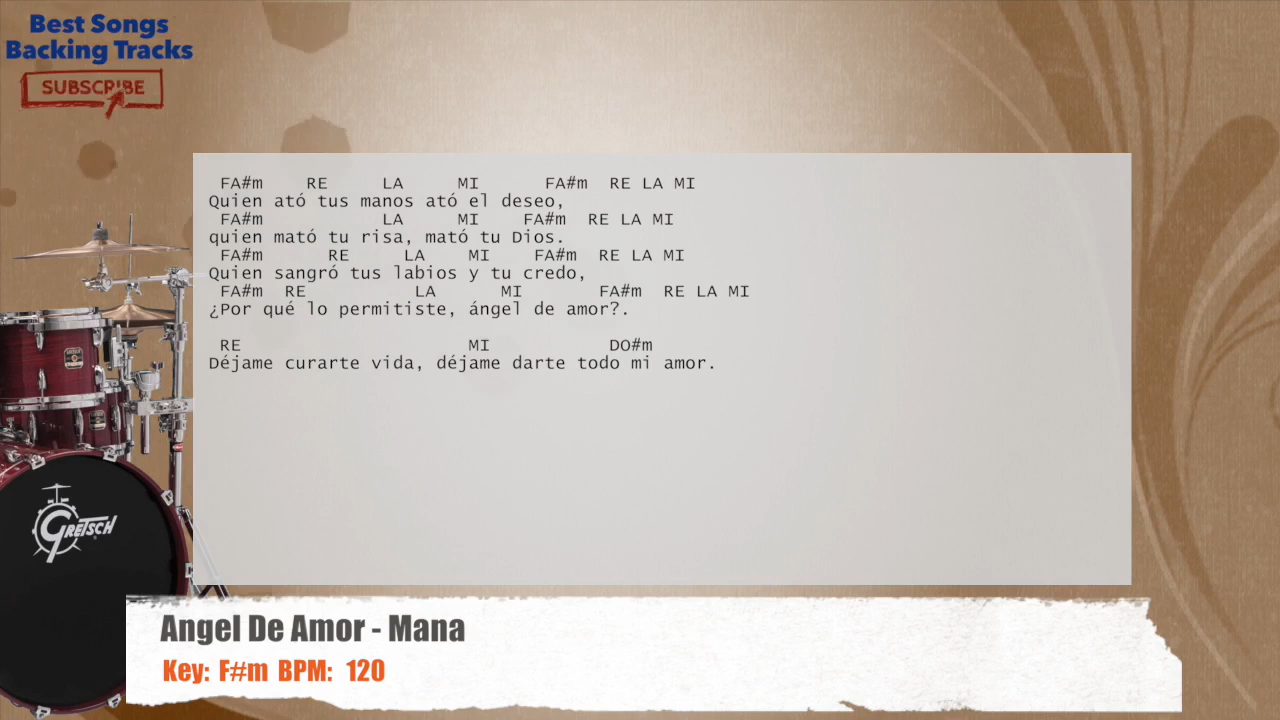 Best Songs
Backing Tracks
SUBSCRIBE
FA#m    RE     LA     MI      FA#m  RE LA MI
Quien ató tus manos ató el deseo,
FA#m           LA     MI    FA#m  RE LA MI
quien mató tu risa, mató tu Dios.
FA#m      RE     LA    MI    FA#m  RE LA MI
Quien sangró tus labios y tu credo,
FA#m  RE          LA      MI       FA#m  RE LA MI
¿Por qué lo permitiste, ángel de amor?.
RE                     MI           DO#m
Déjame curarte vida, déjame darte todo mi amor.
GRETSCH
Angel De Amor - Mana
Key: F#m BPM: 120